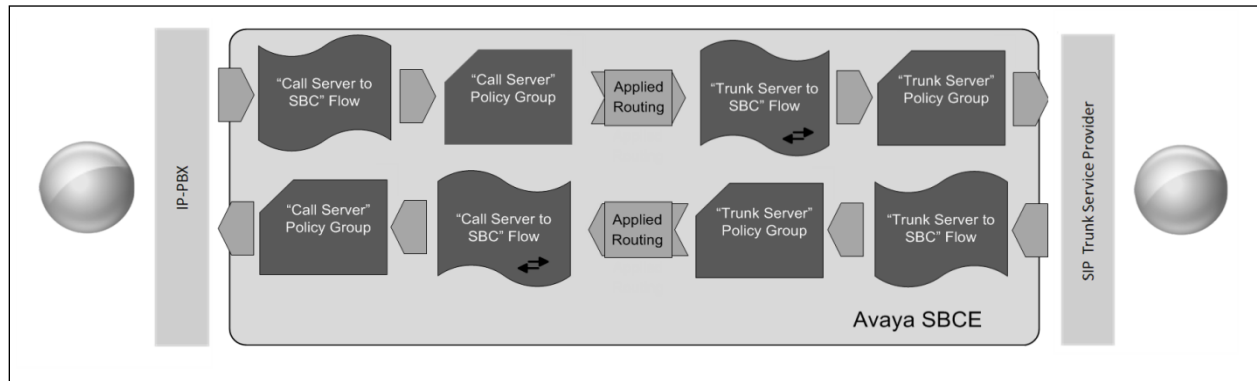 IP-PBX
“Call Server to
SBC” Flow
“Call Server”
Policy Group
Applied
Routing
“Trunk Server to
SBC” Flow
“Trunk Server”
Policy Group
“Call Server”
Policy Group
“Call Server to
SBC” Flow
Applied
Routing
“Trunk Server”
Policy Group
“Trunk Server to
SBC” Flow
Avaya SBCE
SIP Trunk Service Provider